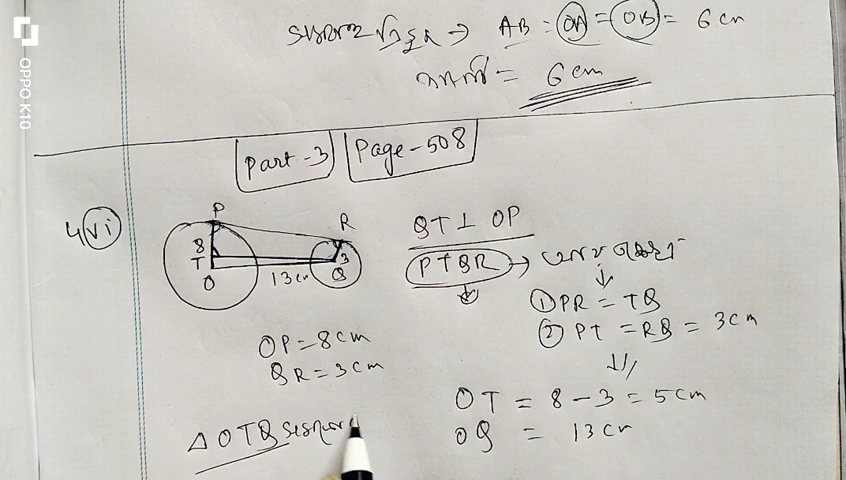 সমবাহু ত্রিভুজ → AB = OA = OB = 6 cm
= 6 cm
Part-3 Page-508
4 vi
P
R
8
T
O
3
Q
13 cm
QT ⊥ OP
PTQR →
① PR = TQ
② PT = RQ = 3 cm
OP = 8 cm
QR = 3 cm
OT = 8 - 3 = 5 cm
OQ = 13 cm
Δ OTQ
OPPO K10